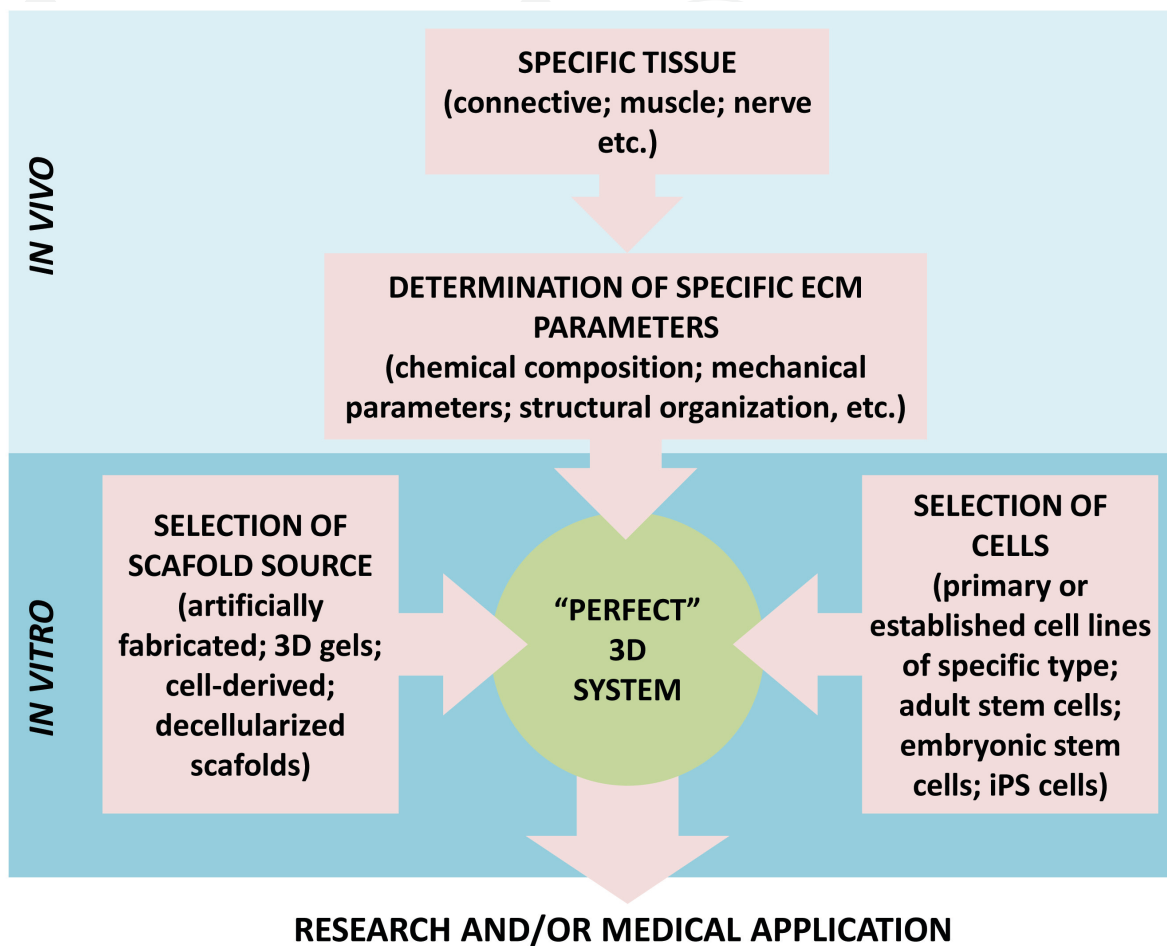 SPECIFIC TISSUE
(connective; muscle; nerve
etc.)
IN VIVO
DETERMINATION OF SPECIFIC ECM
PARAMETERS
(chemical composition; mechanical
parameters; structural organization, etc.)
IN VITRO
SELECTION OF
SCAFOLD SOURCE
(artificially
fabricated; 3D gels;
cell-derived;
decellularized
scafolds)
“PERFECT”
3D
SYSTEM
SELECTION OF
CELLS
(primary or
established cell lines
of specific type;
adult stem cells;
embryonic stem
cells; iPS cells)
RESEARCH AND/OR MEDICAL APPLICATION